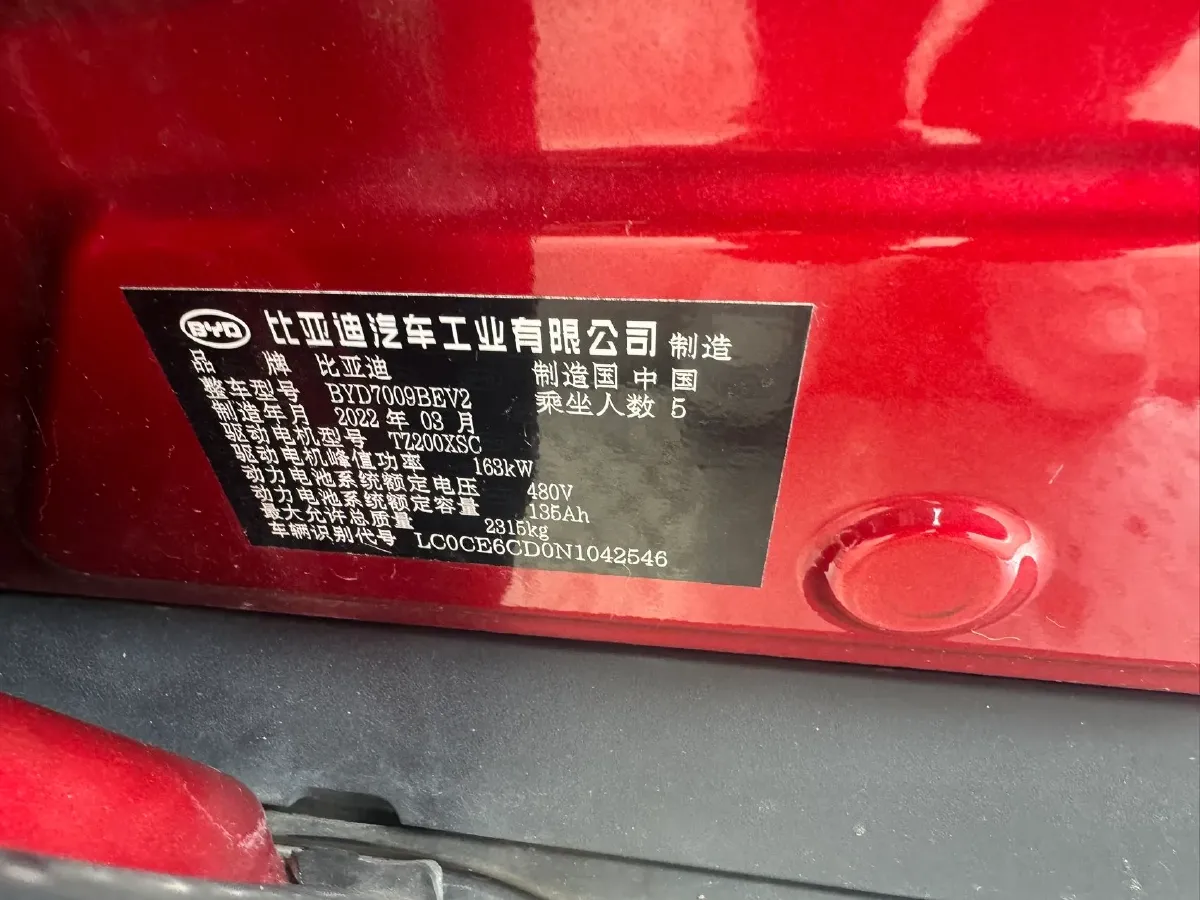 BYD 比亚迪汽车工业有限公司 制造
品 牌 比亚迪 制造国 中国
整车型号 BYD7009BEV2 乘坐人数 5
制造年月 2022 年 03 月
驱动电机型号 TZ200XSC
驱动电机峰值功率 163kW
动力电池系统额定电压 480V
动力电池系统额定容量 135Ah
最大允许总质量 2315kg
车辆识别代号 LC0CE6CD0N1042546